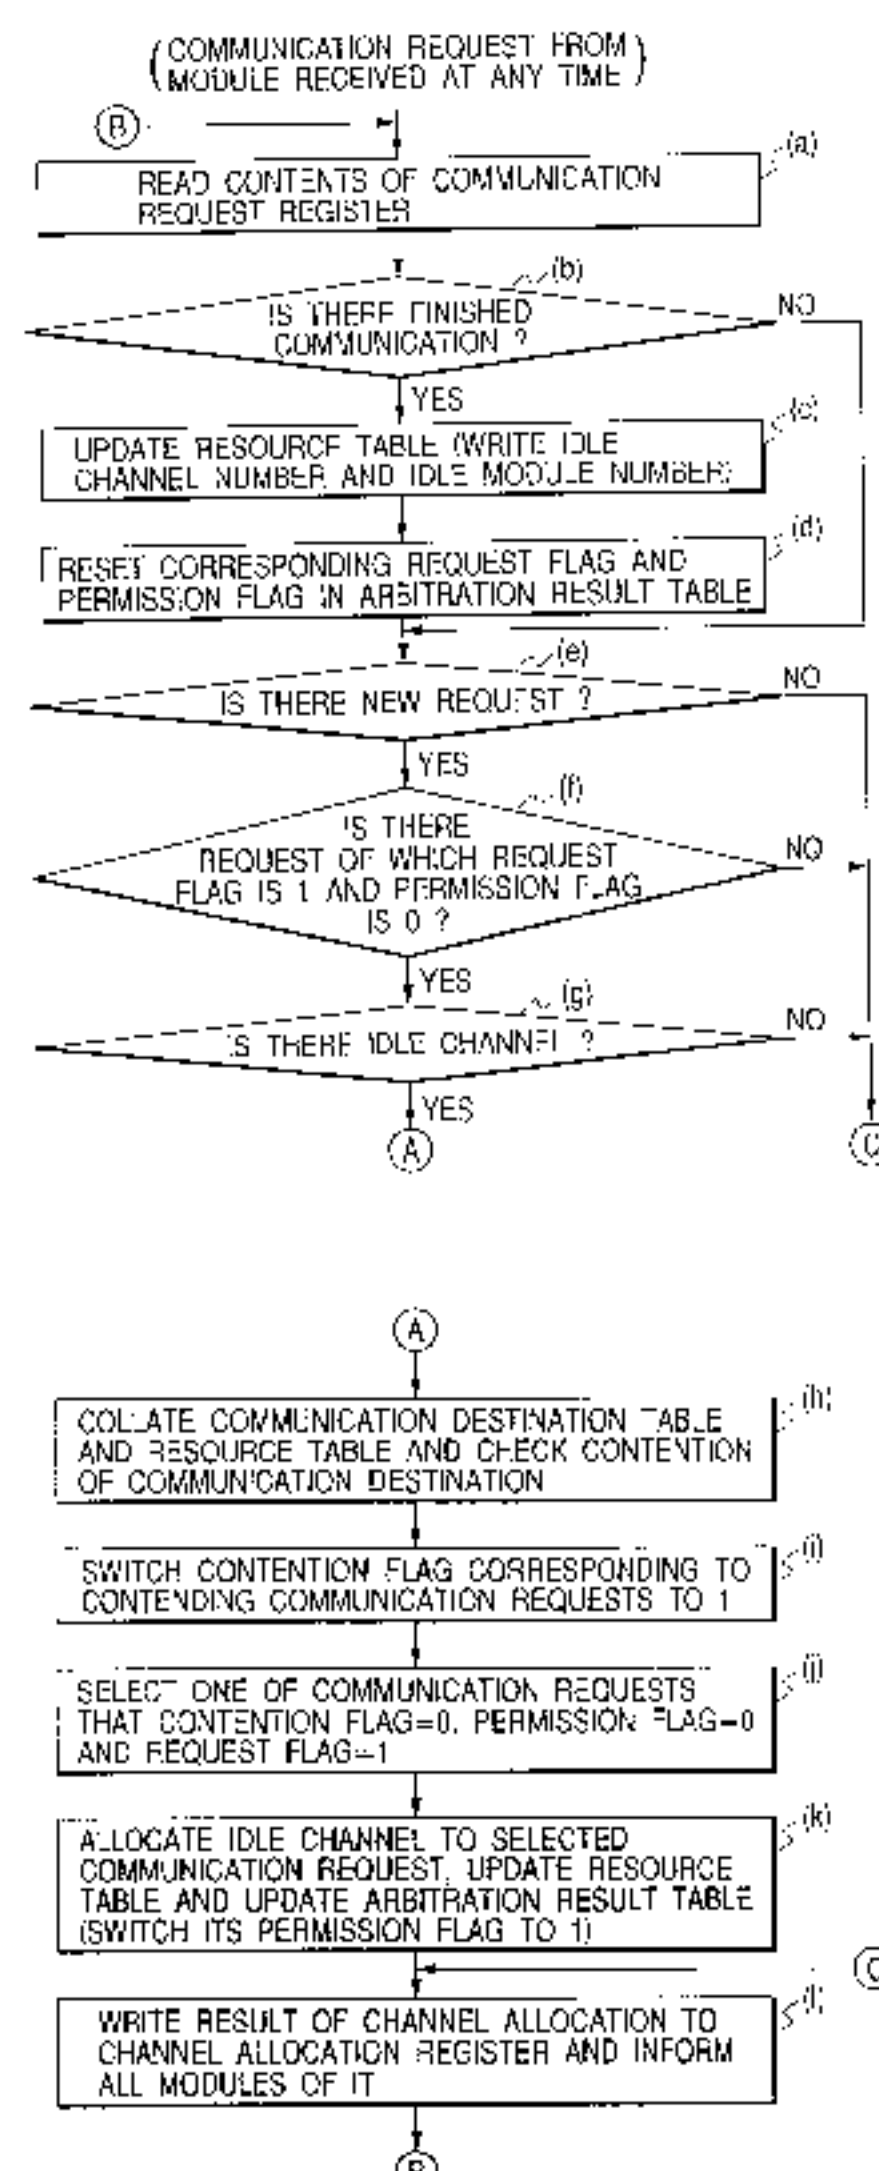 (COMMUNICATION REQUEST FROM
MODULE RECEIVED AT ANY TIME)
B
(a)
READ CONTENTS OF COMMUNICATION
REQUEST REGISTER
(b)
IS THERE FINISHED
COMMUNICATION ?
NO
YES
(c)
UPDATE RESOURCE TABLE (WRITE IDLE
CHANNEL NUMBER AND IDLE MODULE NUMBER)
(d)
RESET CORRESPONDING REQUEST FLAG AND
PERMISSION FLAG IN ARBITRATION RESULT TABLE
(e)
IS THERE NEW REQUEST ?
NO
YES
(f)
IS THERE
REQUEST OF WHICH REQUEST
FLAG IS 1 AND PERMISSION FLAG
IS 0 ?
NO
YES
(g)
IS THERE IDLE CHANNEL ?
NO
YES
A
C
A
(h)
COLLATE COMMUNICATION DESTINATION TABLE
AND RESOURCE TABLE AND CHECK CONTENTION
OF COMMUNICATION DESTINATION
(i)
SWITCH CONTENTION FLAG CORRESPONDING TO
CONTENDING COMMUNICATION REQUESTS TO 1
(j)
SELECT ONE OF COMMUNICATION REQUESTS
THAT CONTENTION FLAG=0, PERMISSION FLAG=0
AND REQUEST FLAG=1
(k)
ALLOCATE IDLE CHANNEL TO SELECTED
COMMUNICATION REQUEST, UPDATE RESOURCE
TABLE AND UPDATE ARBITRATION RESULT TABLE
(SWITCH ITS PERMISSION FLAG TO 1)
C
(l)
WRITE RESULT OF CHANNEL ALLOCATION TO
CHANNEL ALLOCATION REGISTER AND INFORM
ALL MODULES OF IT
B